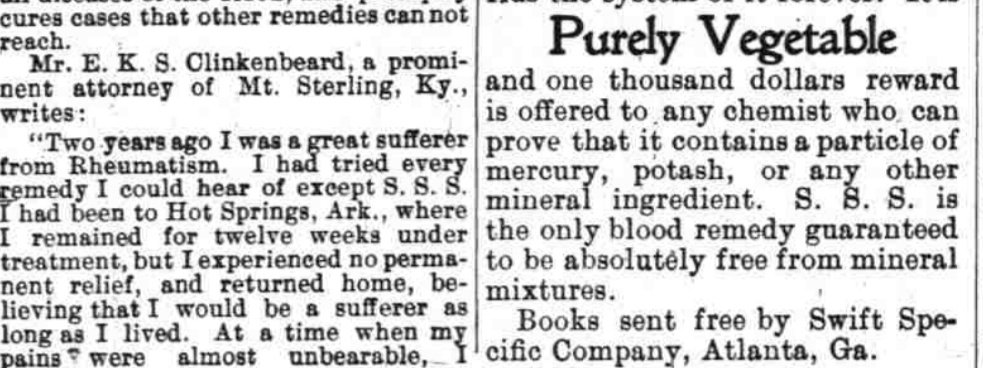 cures cases that other remedies cannot
reach.
Mr. E. K. S. Clinkenbeard, a promi-
nent attorney of Mt. Sterling, Ky.,
writes:
"Two years ago I was a great sufferer
from Rheumatism. I had tried every
remedy I could hear of except S. S. S.
I had been to Hot Springs, Ark., where
I remained for twelve weeks under
treatment, but I experienced no perma-
nent relief, and returned home, be-
lieving that I would be a sufferer as
long as I lived. At a time when my
pains were almost unbearable, I
Purely Vegetable
and one thousand dollars reward
is offered to any chemist who can
prove that it contains a particle of
mercury, potash, or any other
mineral ingredient. S. S. S. is
the only blood remedy guaranteed
to be absolutely free from mineral
mixtures.
Books sent free by Swift Spe-
cific Company, Atlanta, Ga.